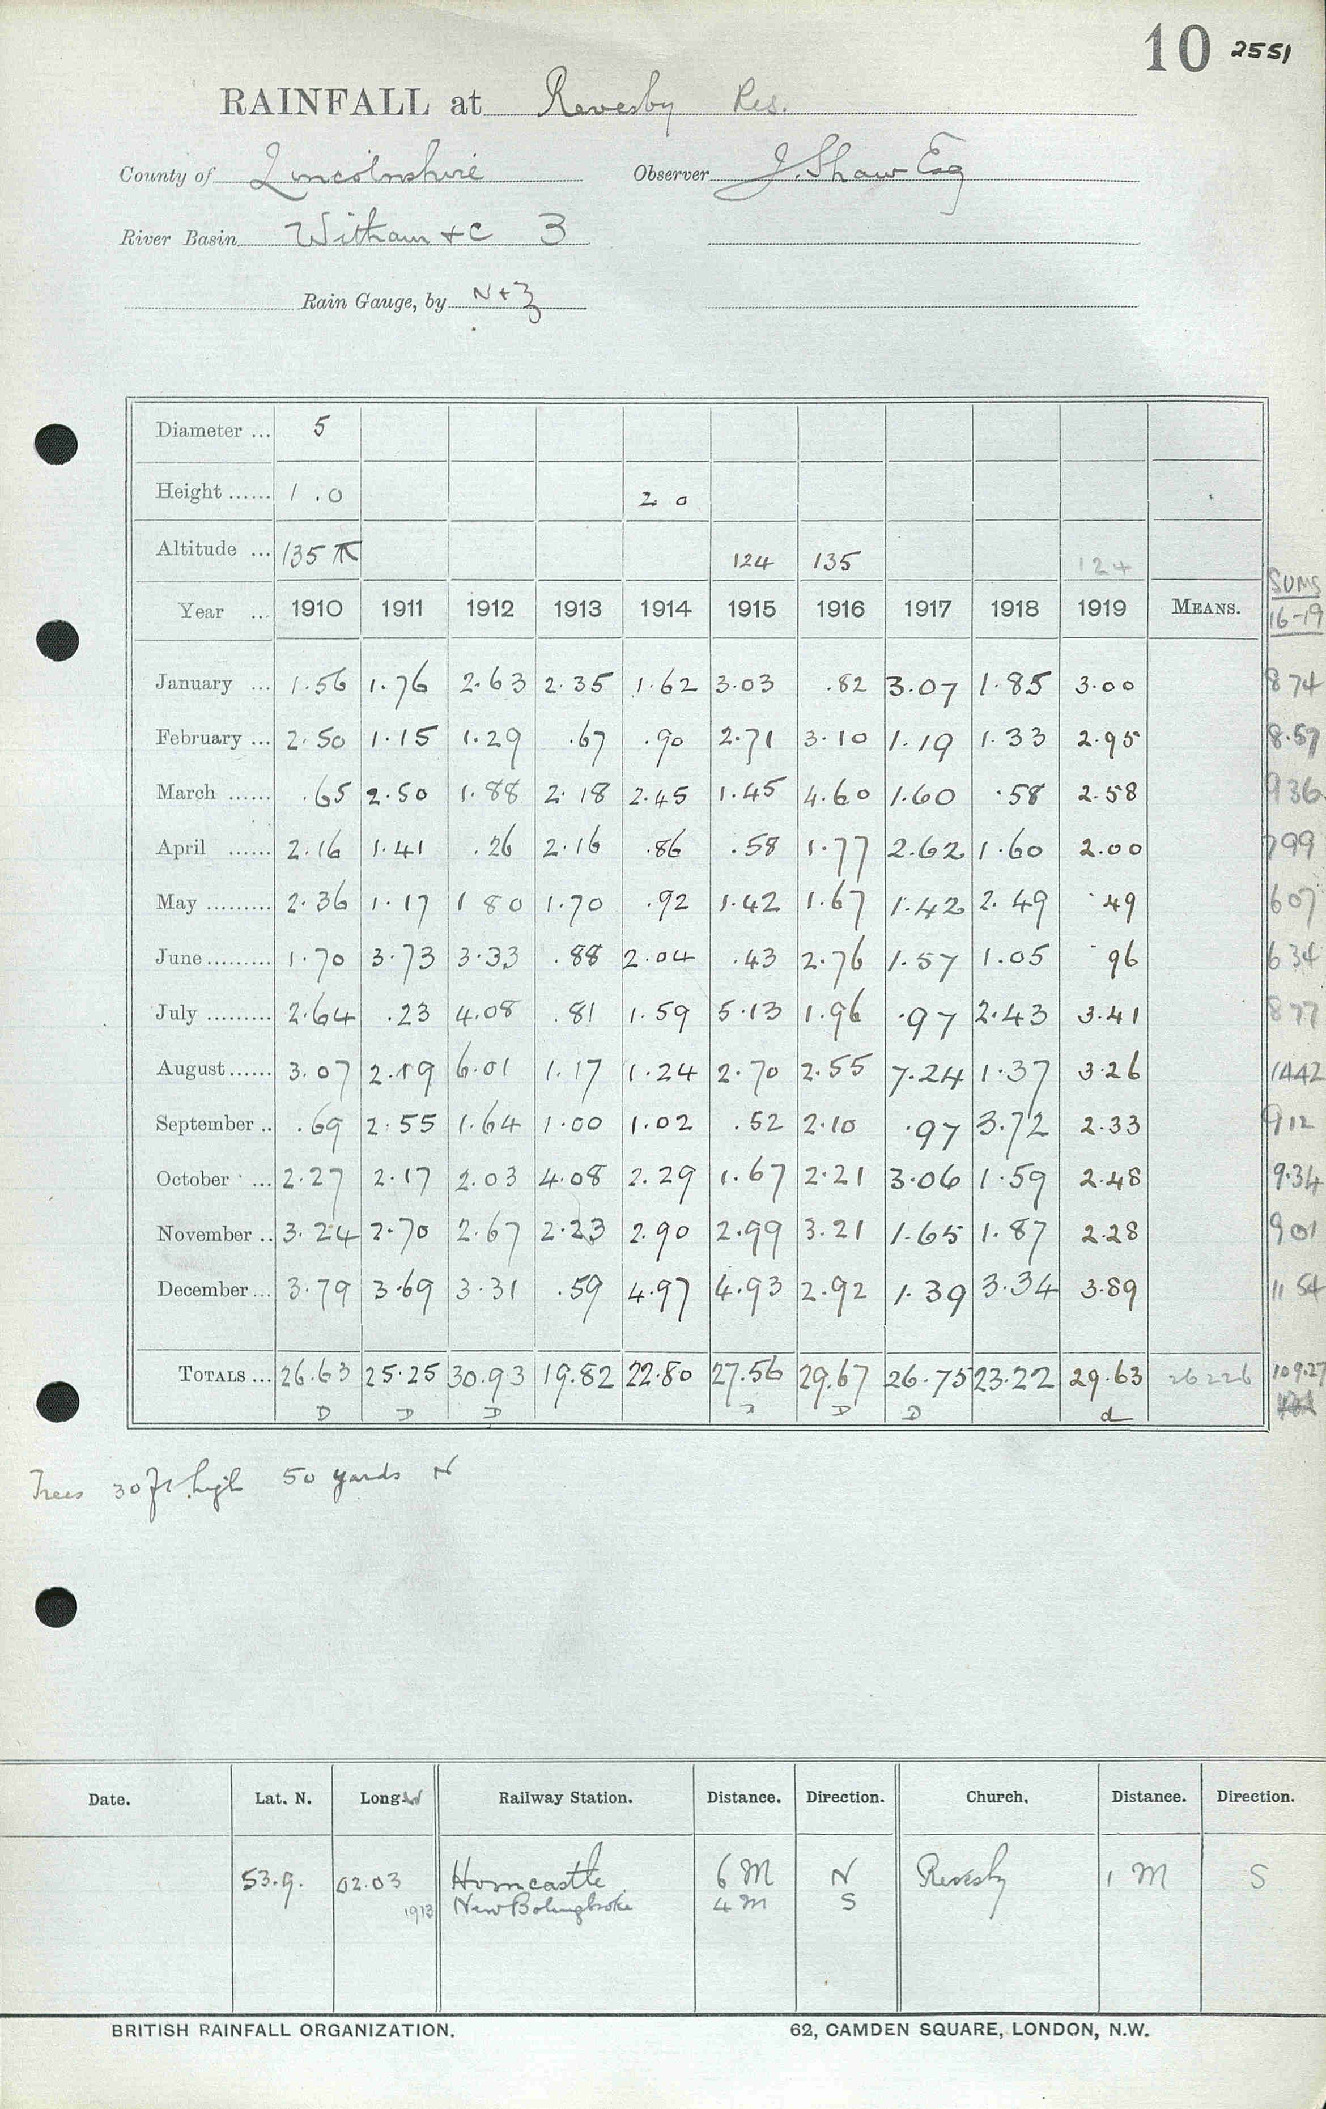 10 2551
RAINFALL at Revesby Res.
County of Lincolnshire Observer J. Shaw Esq
River Basin Witham & C 3
Rain Gauge, by N & Z
Diameter ... 5
Height ...... 1 . 0 2 0
Altitude ... 135 124 135 124
SUMS
Year ... 1910 1911 1912 1913 1914 1915 1916 1917 1918 1919 MEANS. 16-19
January ... 1.56 1.76 2.63 2.35 1.62 3.03 .82 3.07 1.85 3.00 8 74
February ... 2.50 1.15 1.29 .67 .90 2.71 3.10 1.19 1.33 2.95 8.57
March ...... .65 2.50 1.88 2.18 2.45 1.45 4.60 1.60 .58 2.58 9 36
April ...... 2.16 1.41 .26 2.16 .86 .58 1.77 2.62 1.60 2.00 7 99
May ......... 2.36 1.17 1 80 1.70 .92 1.42 1.67 1.42 2.49 .49 6 07
June ......... 1.70 3.73 3.33 .88 2.04 .43 2.76 1.57 1.05 .96 6 34
July ......... 2.64 .23 4.08 .81 1.59 5.13 1.96 .97 2.43 3.41 8 77
August ...... 3.07 2.19 6.01 1.17 1.24 2.70 2.55 7.24 1.37 3.26 1442
September .. .69 2.55 1.64 1.00 1.02 .52 2.10 .97 3.72 2.33 9 12
October ... 2.27 2.17 2.03 4.08 2.29 1.67 2.21 3.06 1.59 2.48 9.34
November .. 3.24 2.70 2.67 2.23 2.90 2.99 3.21 1.65 1.87 2.28 9 01
December ... 3.79 3.69 3.31 .59 4.97 4.93 2.92 1.39 3.34 3.89 11 54
TOTALS ... 26.63 25.25 30.93 19.82 22.80 27.56 29.67 26.75 23.22 29.63 26226 109.27
D D D D D D d
Trees 30 ft high 50 yards N
Date. Lat. N. Long W Railway Station. Distance. Direction. Church. Distance. Direction.
53.9. 02.03 Horncastle 6 M N Revesby 1 M S
1913 New Bolingbroke 4 M S
BRITISH RAINFALL ORGANIZATION. 62, CAMDEN SQUARE, LONDON, N.W.